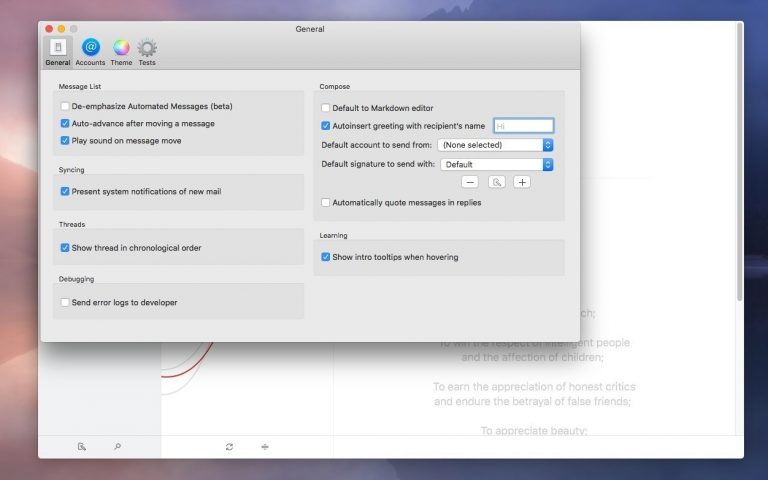 General
General Accounts Theme Tests
Message List
De-emphasize Automated Messages (beta)
Auto-advance after moving a message
Play sound on message move
Syncing
Present system notifications of new mail
Threads
Show thread in chronological order
Debugging
Send error logs to developer
Compose
Default to Markdown editor
Autoinsert greeting with recipient's name Hi
Default account to send from: (None selected)
Default signature to send with: Default
Automatically quote messages in replies
Learning
Show intro tooltips when hovering
ch;
To win the respect of intelligent people
and the affection of children;
To earn the appreciation of honest critics
and endure the betrayal of false friends;
To appreciate beauty;